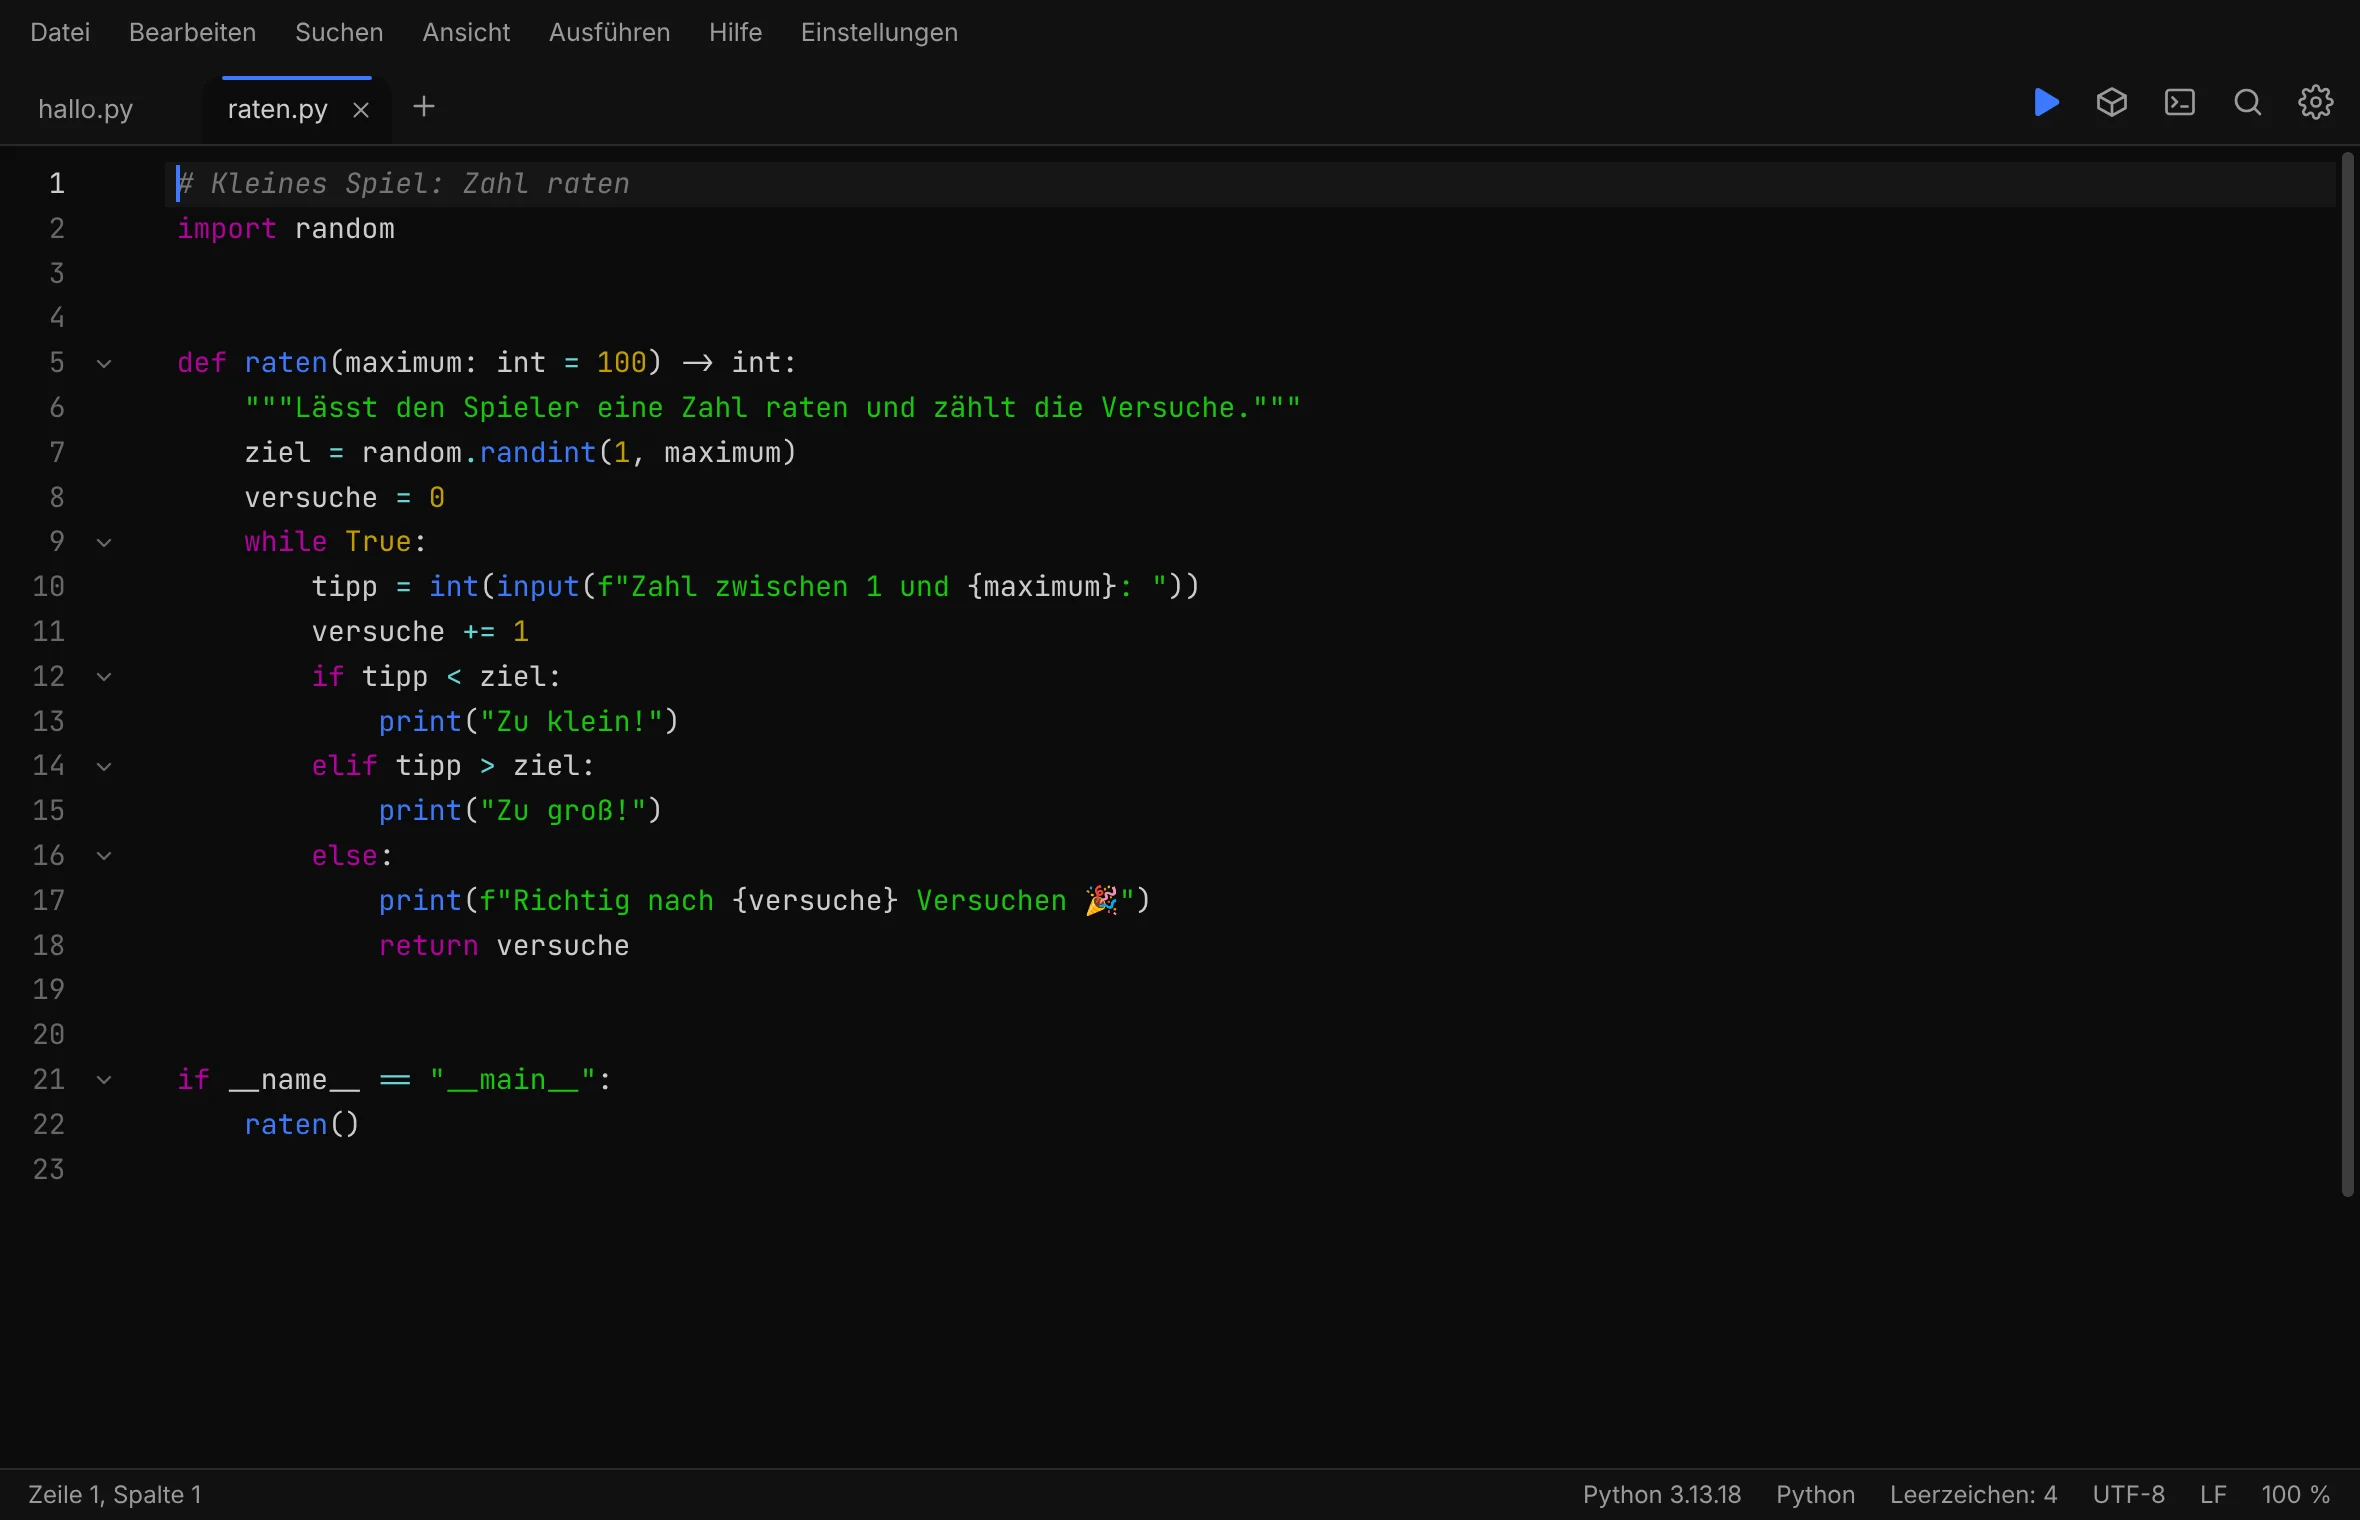 Datei Bearbeiten Suchen Ansicht Ausführen Hilfe Einstellungen
hallo.py raten.py
1 # Kleines Spiel: Zahl raten
2 import random
3
4
5 def raten(maximum: int = 100) -> int:
6     """Lässt den Spieler eine Zahl raten und zählt die Versuche."""
7     ziel = random.randint(1, maximum)
8     versuche = 0
9     while True:
10         tipp = int(input(f"Zahl zwischen 1 und {maximum}: "))
11         versuche += 1
12         if tipp < ziel:
13             print("Zu klein!")
14         elif tipp > ziel:
15             print("Zu groß!")
16         else:
17             print(f"Richtig nach {versuche} Versuchen 🎉")
18             return versuche
19
20
21 if __name__ == "__main__":
22     raten()
23
Zeile 1, Spalte 1 Python 3.13.18 Python Leerzeichen: 4 UTF-8 LF 100 %